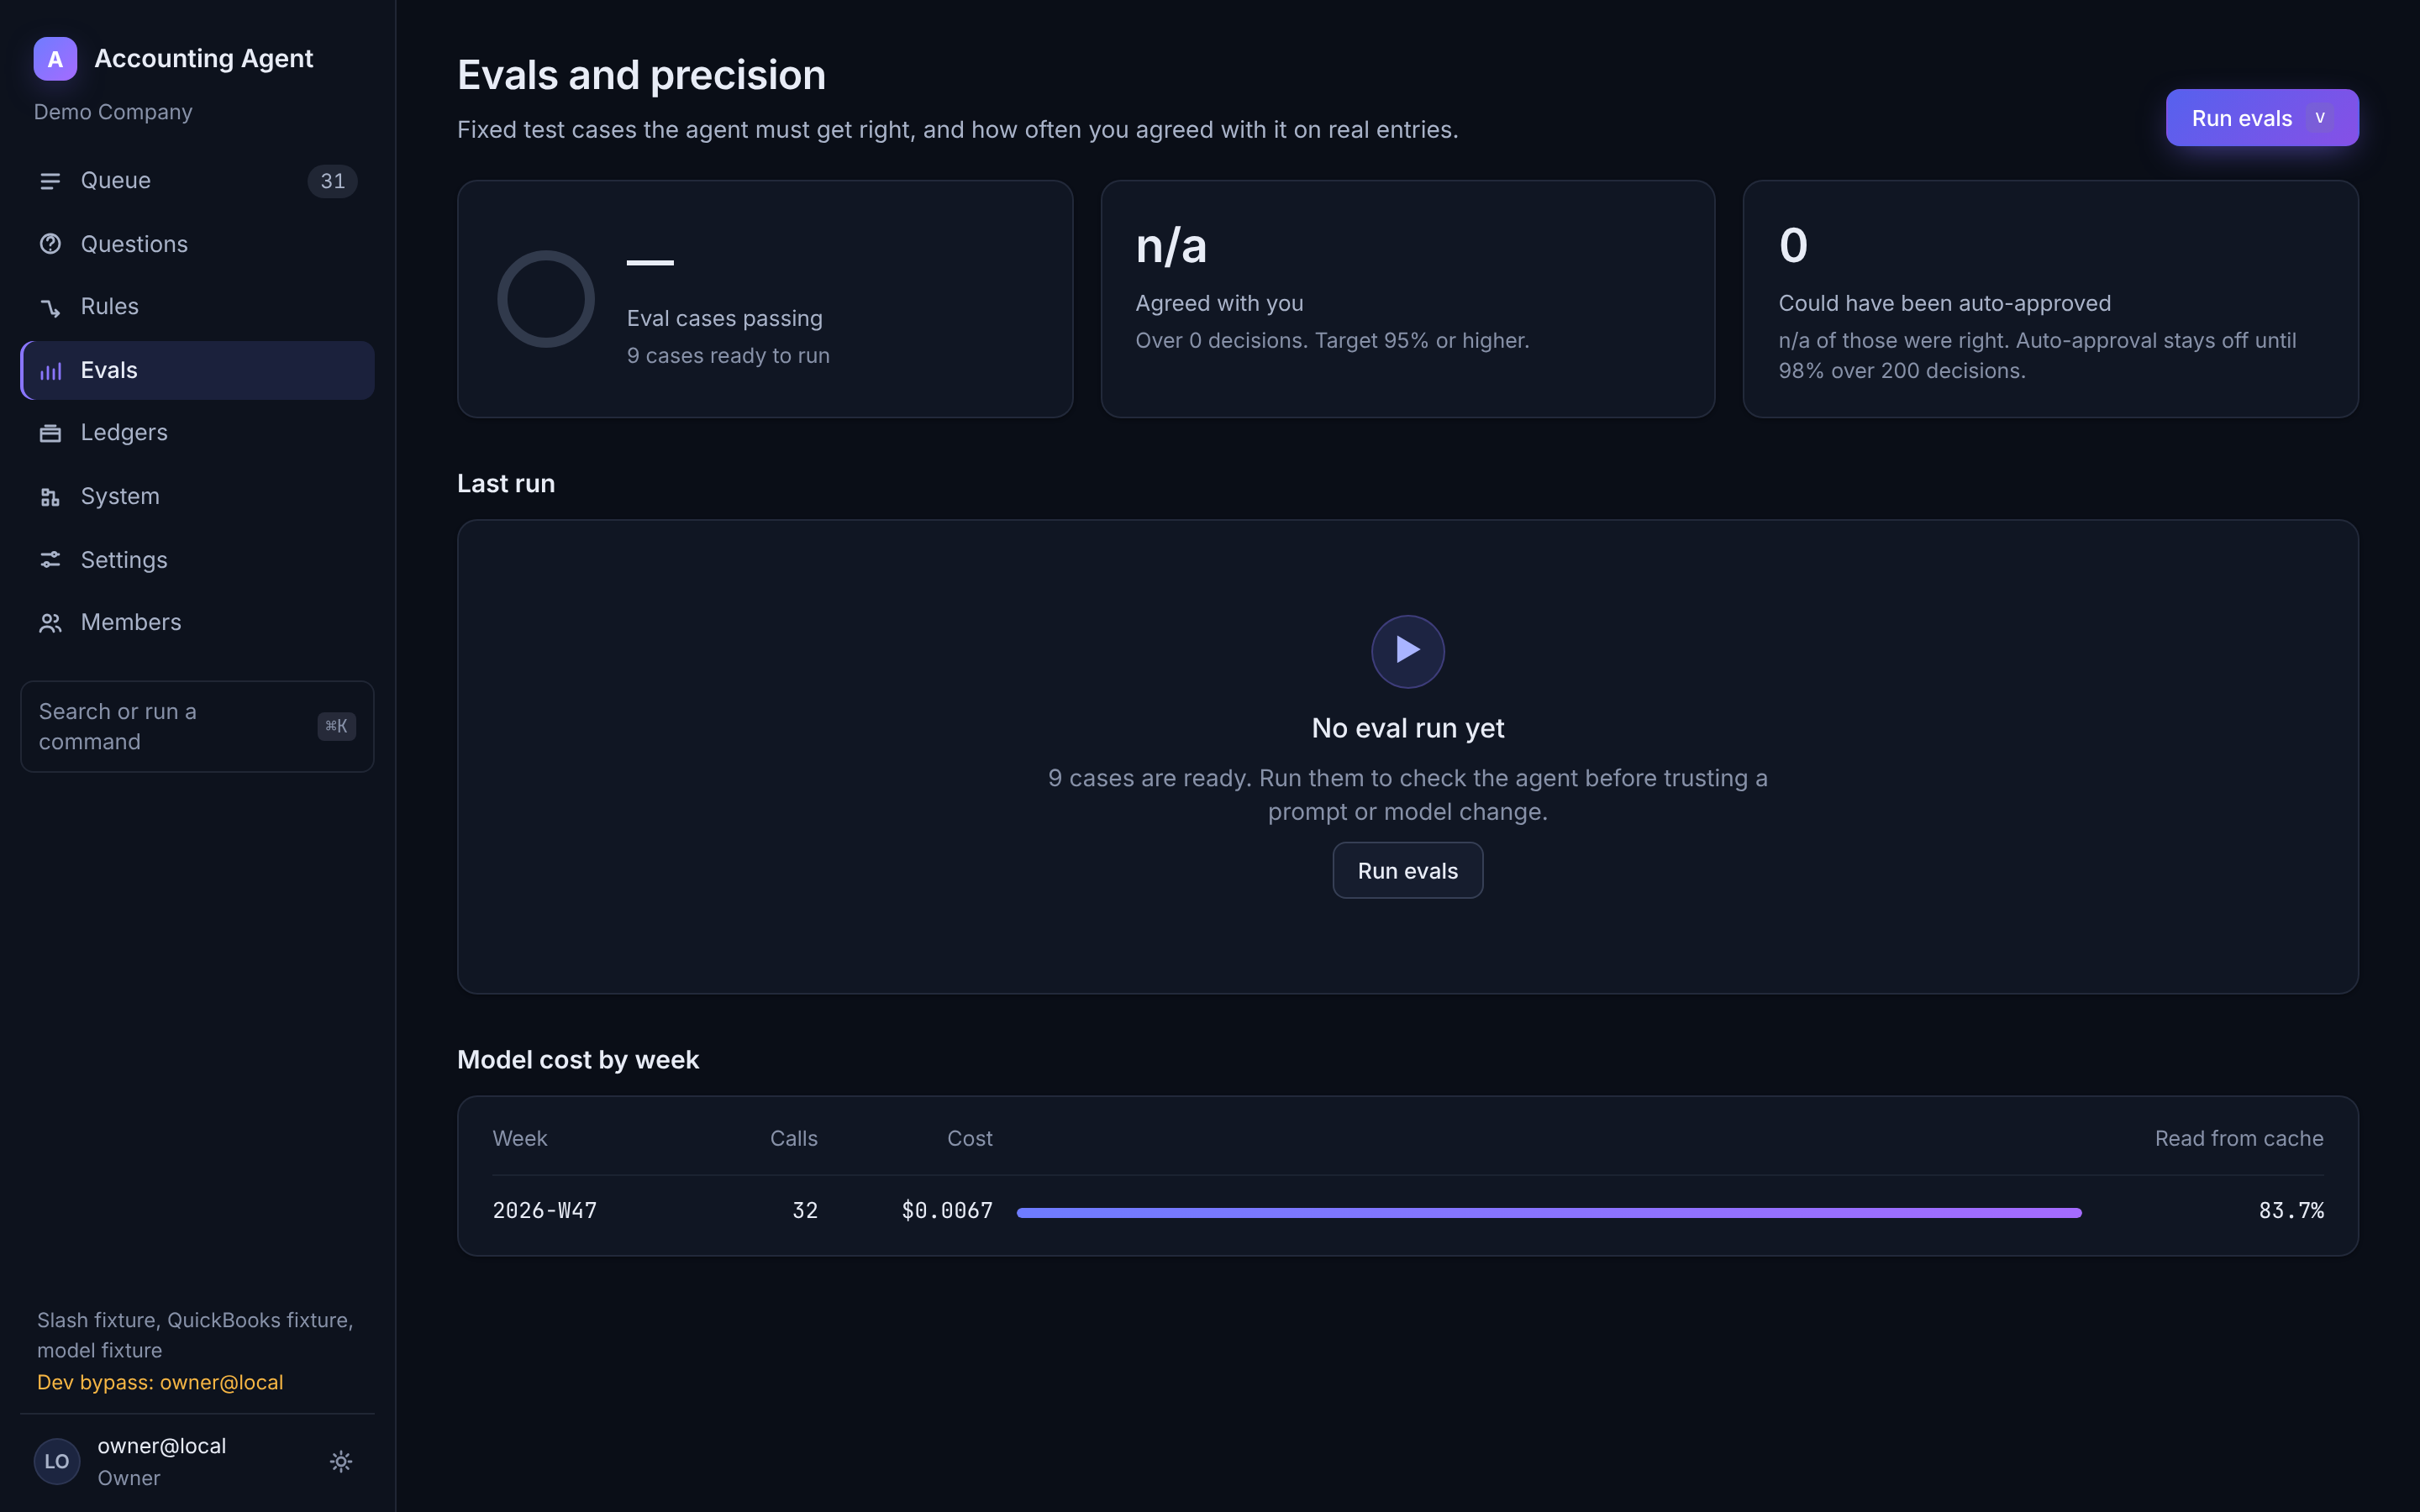 A
Accounting Agent
Demo Company
Queue 31
Questions
Rules
Evals
Ledgers
System
Settings
Members
Search or run a
command
⌘K
Slash fixture, QuickBooks fixture,
model fixture
Dev bypass: owner@local
LO
owner@local
Owner
Evals and precision
Fixed test cases the agent must get right, and how often you agreed with it on real entries.
Run evals V
—
Eval cases passing
9 cases ready to run
n/a
Agreed with you
Over 0 decisions. Target 95% or higher.
0
Could have been auto-approved
n/a of those were right. Auto-approval stays off until
98% over 200 decisions.
Last run
No eval run yet
9 cases are ready. Run them to check the agent before trusting a
prompt or model change.
Run evals
Model cost by week
Week Calls Cost Read from cache
2026-W47 32 $0.0067 83.7%